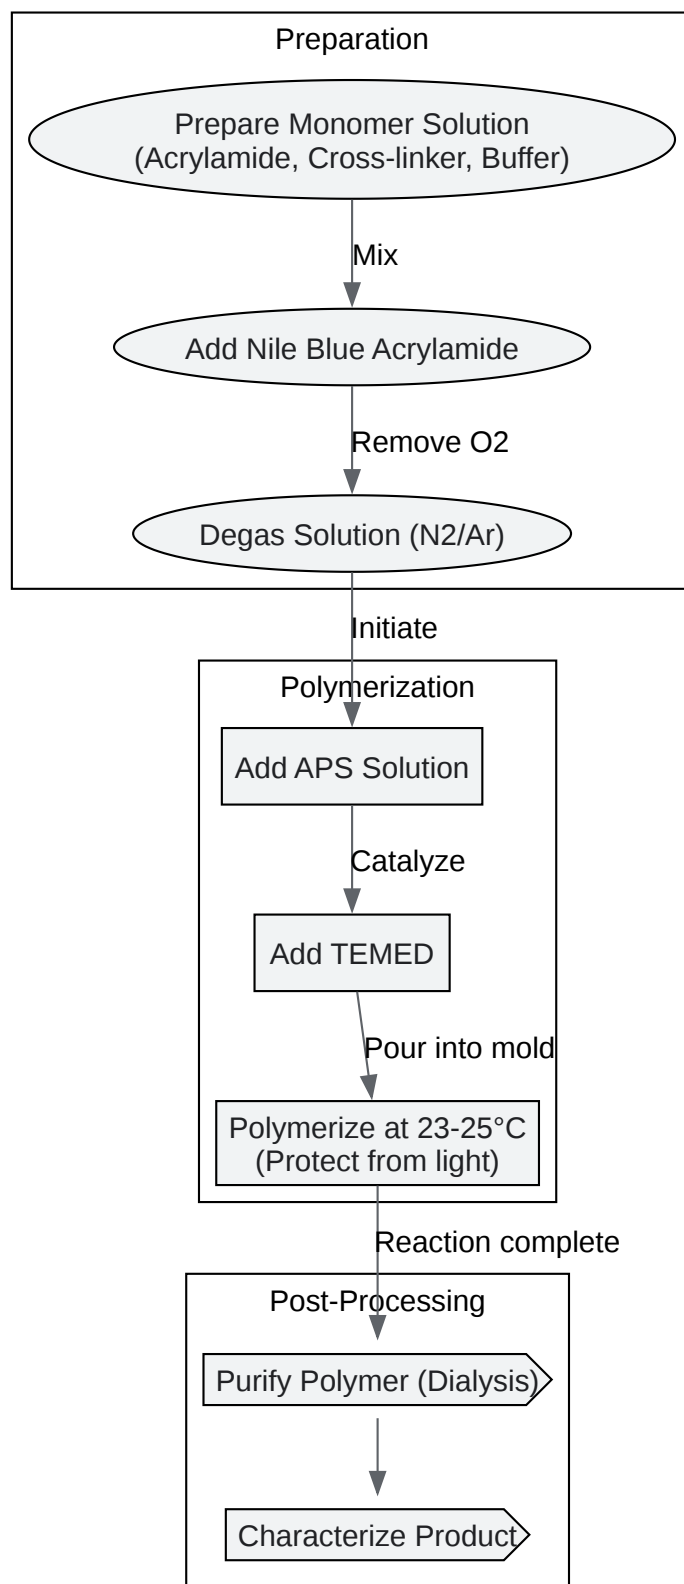 Preparation
Prepare Monomer Solution
(Acrylamide, Cross-linker, Buffer)
Mix
Add Nile Blue Acrylamide
Remove O2
Degas Solution (N2/Ar)
Initiate
Polymerization
Add APS Solution
Catalyze
Add TEMED
Pour into mold
Polymerize at 23-25°C
(Protect from light)
Reaction complete
Post-Processing
Purify Polymer (Dialysis)
Characterize Product